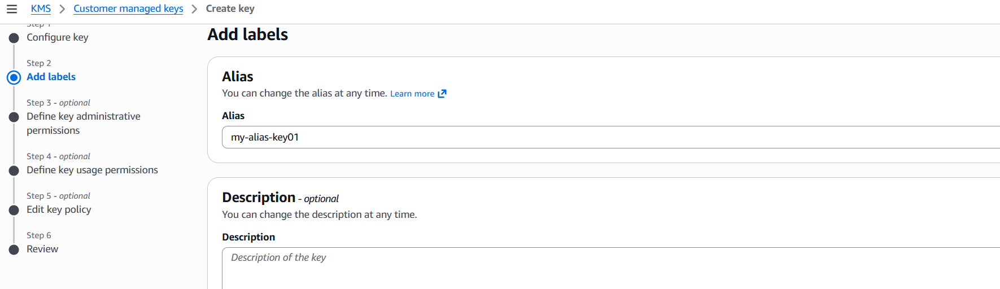 KMS > Customer managed keys > Create key
Step 1
Configure key
Step 2
Add labels
Step 3 - optional
Define key administrative
permissions
Step 4 - optional
Define key usage permissions
Step 5 - optional
Edit key policy
Step 6
Review
Add labels
Alias
You can change the alias at any time. Learn more
Alias
my-alias-key01
Description - optional
You can change the description at any time.
Description
Description of the key